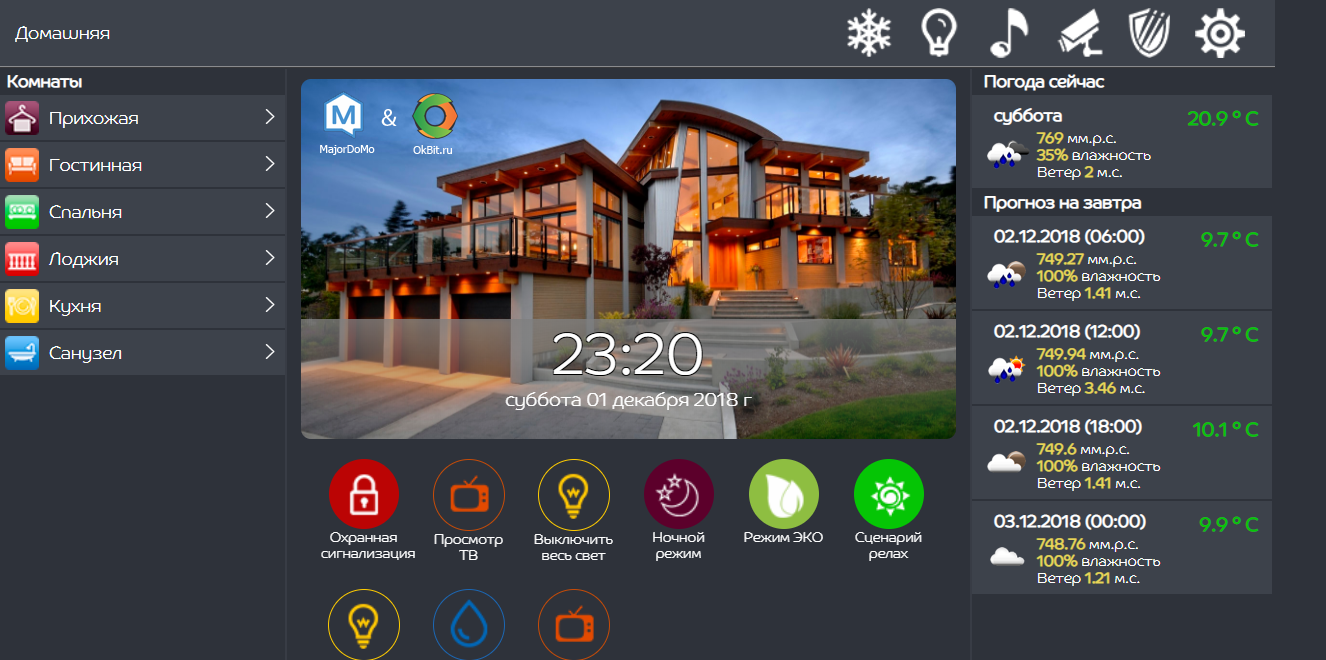 Домашняя
Комнаты
Прихожая
Гостинная
Спальня
Лоджия
Кухня
Санузел
M
&
MajorDoMo
OkBit.ru
23:20
суббота 01 декабря 2018 г
Охранная
сигнализация
Просмотр
ТВ
Выключить
весь свет
Ночной
режим
Режим ЭКО
Сценарий
релах
Погода сейчас
суббота
20.9 ° C
769 мм.р.с.
35% влажность
Ветер 2 м.с.
Прогноз на завтра
02.12.2018 (06:00)
9.7 ° C
749.27 мм.р.с.
100% влажность
Ветер 1.41 м.с.
02.12.2018 (12:00)
9.7 ° C
749.94 мм.р.с.
100% влажность
Ветер 3.46 м.с.
02.12.2018 (18:00)
10.1 ° C
749.6 мм.р.с.
100% влажность
Ветер 1.41 м.с.
03.12.2018 (00:00)
9.9 ° C
748.76 мм.р.с.
100% влажность
Ветер 1.21 м.с.